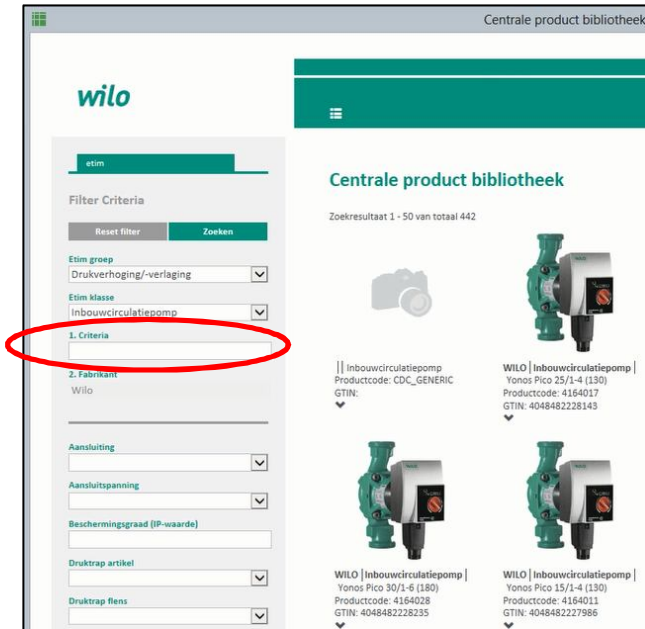 Centrale product bibliotheek
wilo
etim
Filter Criteria
Reset filter
Zoeken
Etim groep
Drukverhoging/-verlaging
Etim klasse
Inbouwcirculatiepomp
1. Criteria
2. Fabrikant
Wilo
Aansluiting
Aansluitspanning
Beschermingsgraad (IP-waarde)
Druktrap artikel
Druktrap flens
Centrale product bibliotheek
Zoekresultaat 1 - 50 van totaal 442
|| Inbouwcirculatiepomp
Productcode: CDC_GENERIC
GTIN:
WILO | Inbouwcirculatiepomp |
Yonos Pico 25/1-4 (130)
Productcode: 4164017
GTIN: 4048482228143
WILO | Inbouwcirculatiepomp |
Yonos Pico 30/1-6 (180)
Productcode: 4164028
GTIN: 4048482228235
WILO | Inbouwcirculatiepomp |
Yonos Pico 15/1-4 (130)
Productcode: 4164011
GTIN: 4048482227986